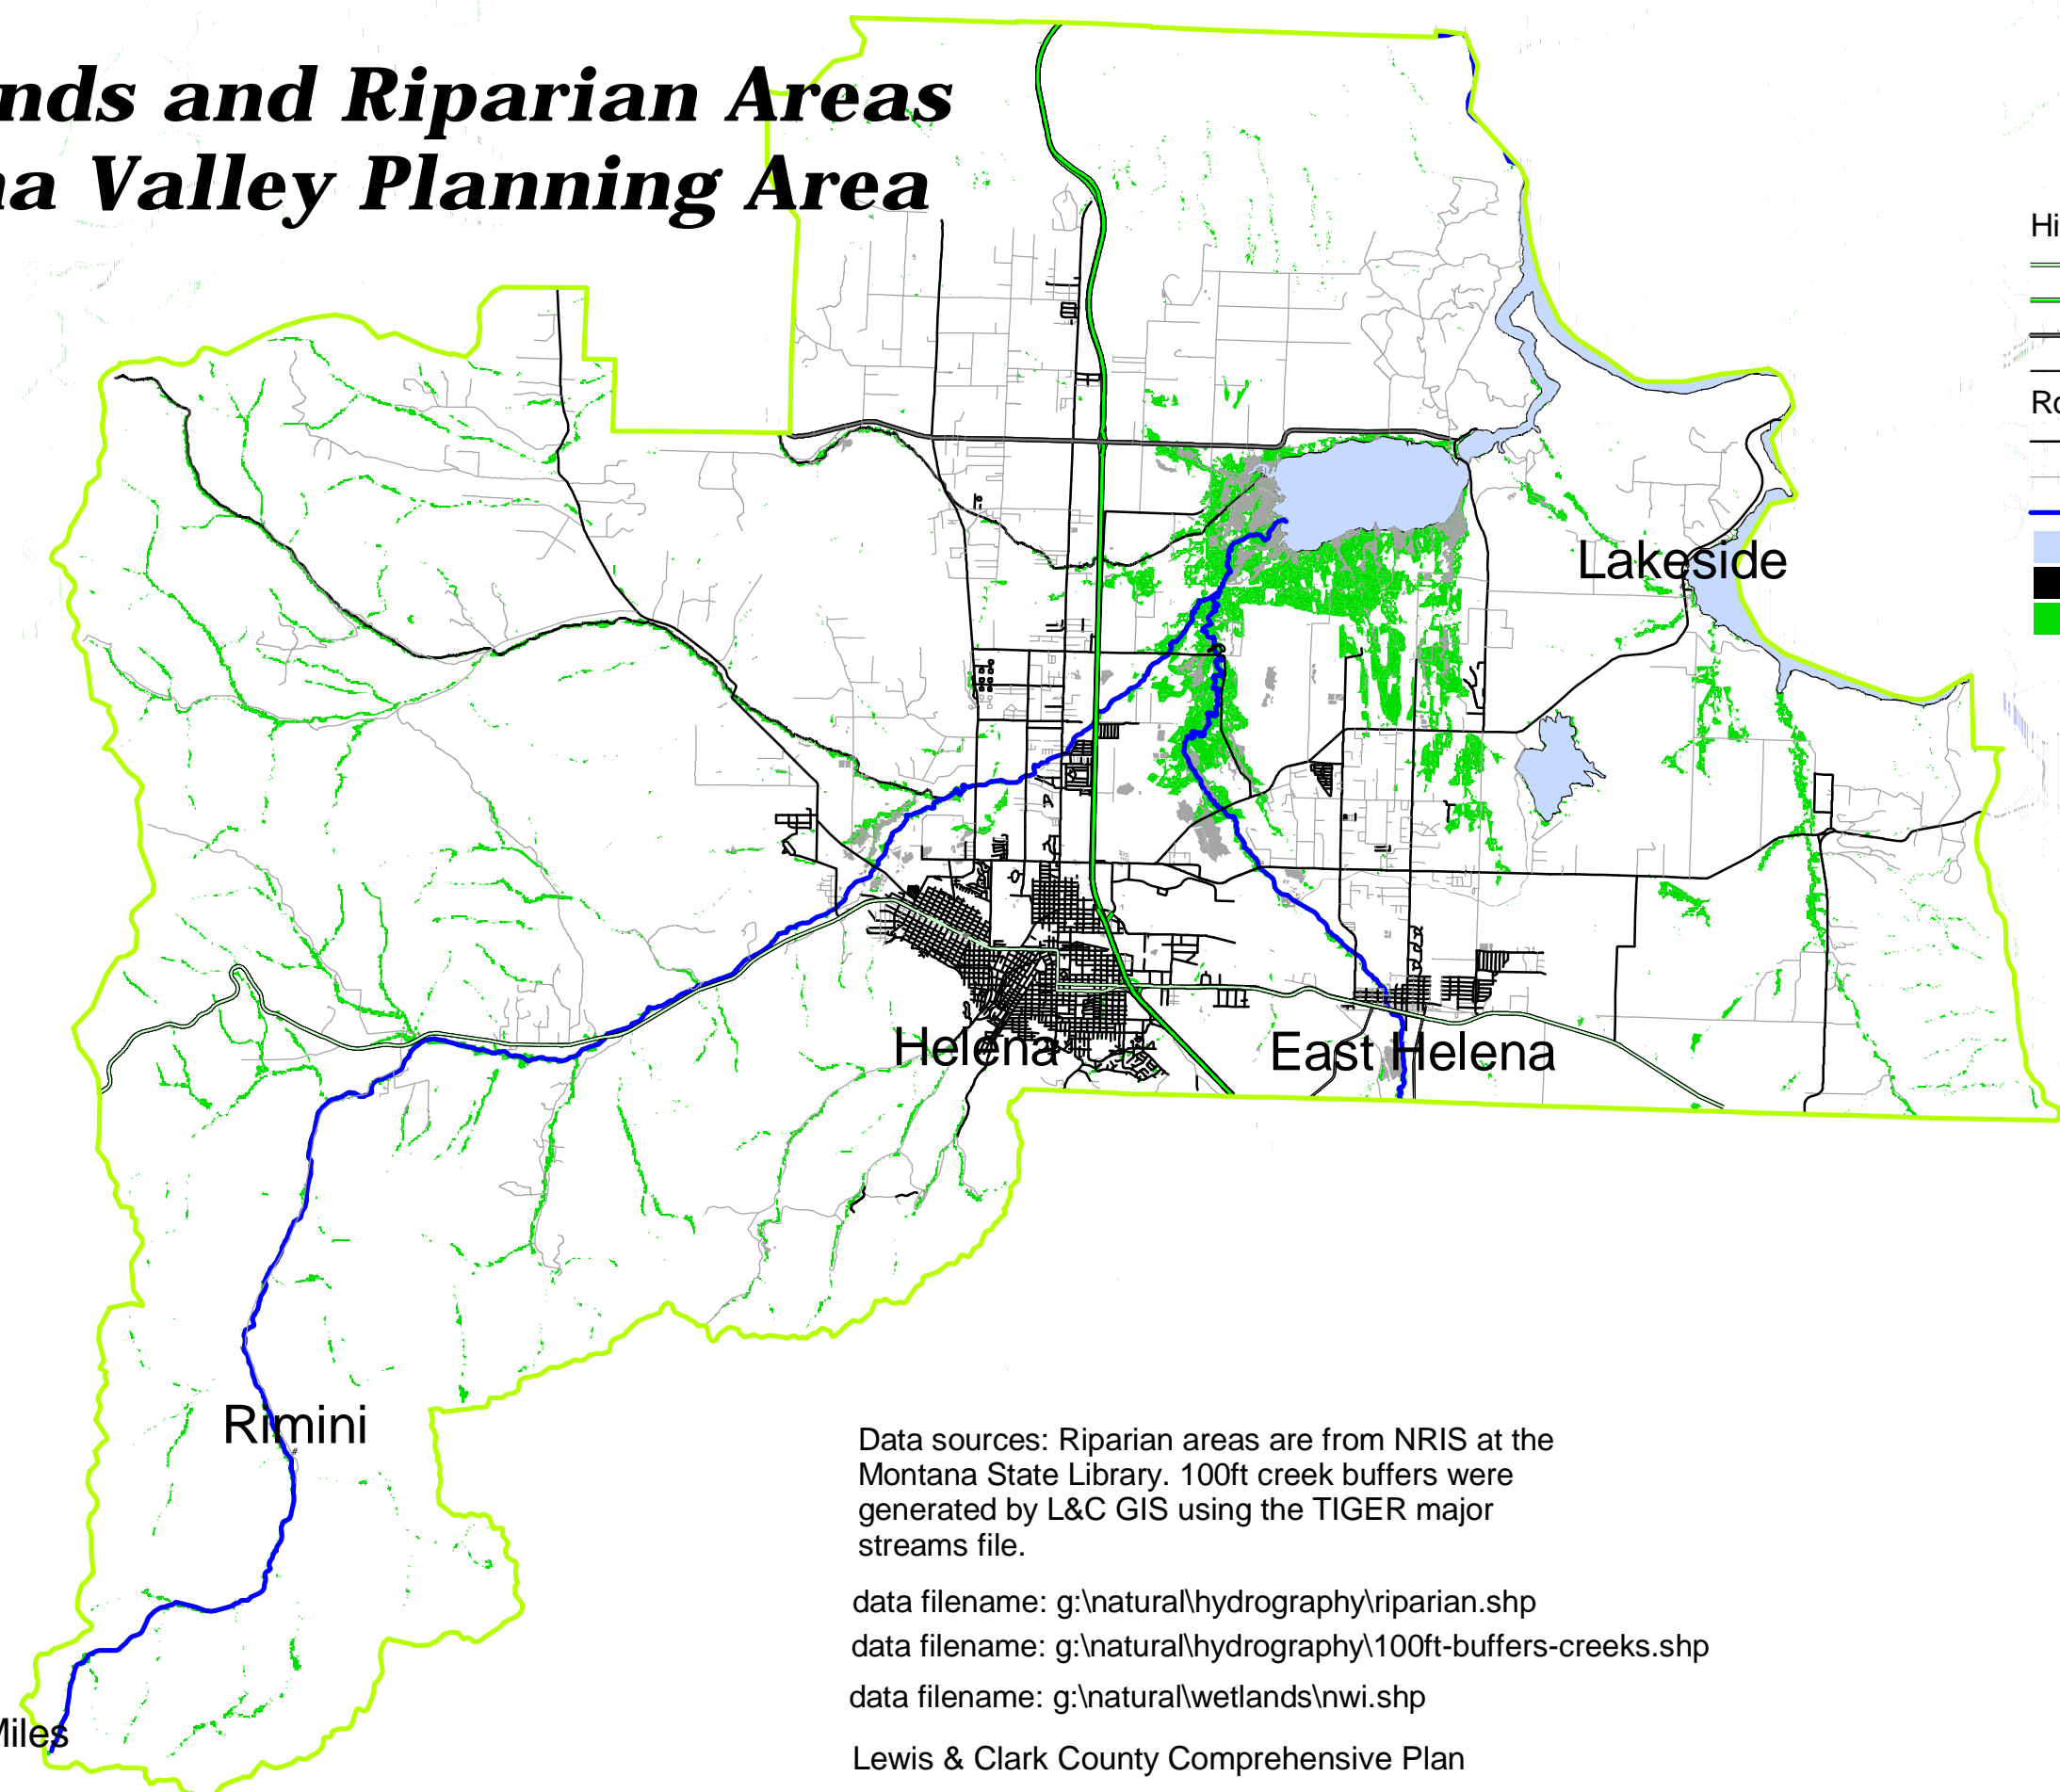 nds and Riparian Areas
na Valley Planning Area
Hi
Ro
Lakeside
Helena
East Helena
Rimini
Data sources: Riparian areas are from NRIS at the
Montana State Library. 100ft creek buffers were
generated by L&C GIS using the TIGER major
streams file.
data filename: g:\natural\hydrography\riparian.shp
data filename: g:\natural\hydrography\100ft-buffers-creeks.shp
data filename: g:\natural\wetlands\nwi.shp
Miles
Lewis & Clark County Comprehensive Plan